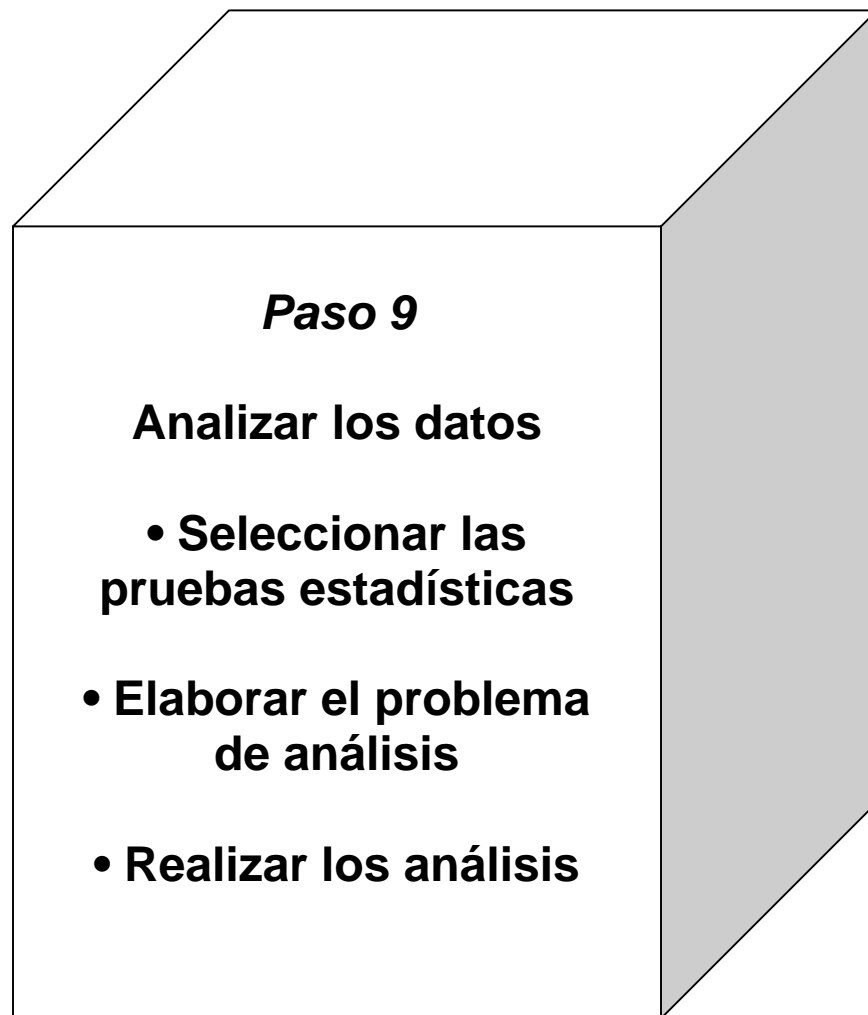 Paso 9
Analizar los datos
• Seleccionar las
pruebas estadísticas
• Elaborar el problema
de análisis
• Realizar los análisis